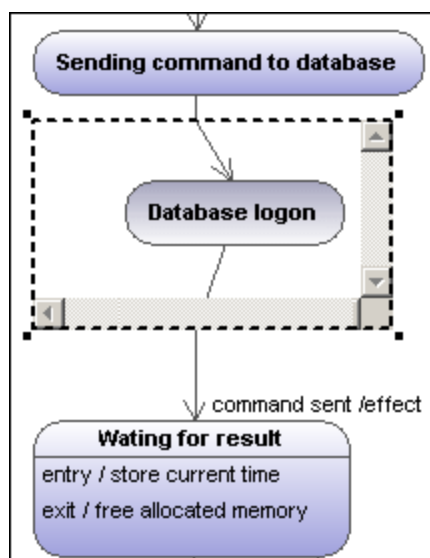 Sending command to database
Database logon
command sent /effect
Wating for result
entry / store current time
exit / free allocated memory